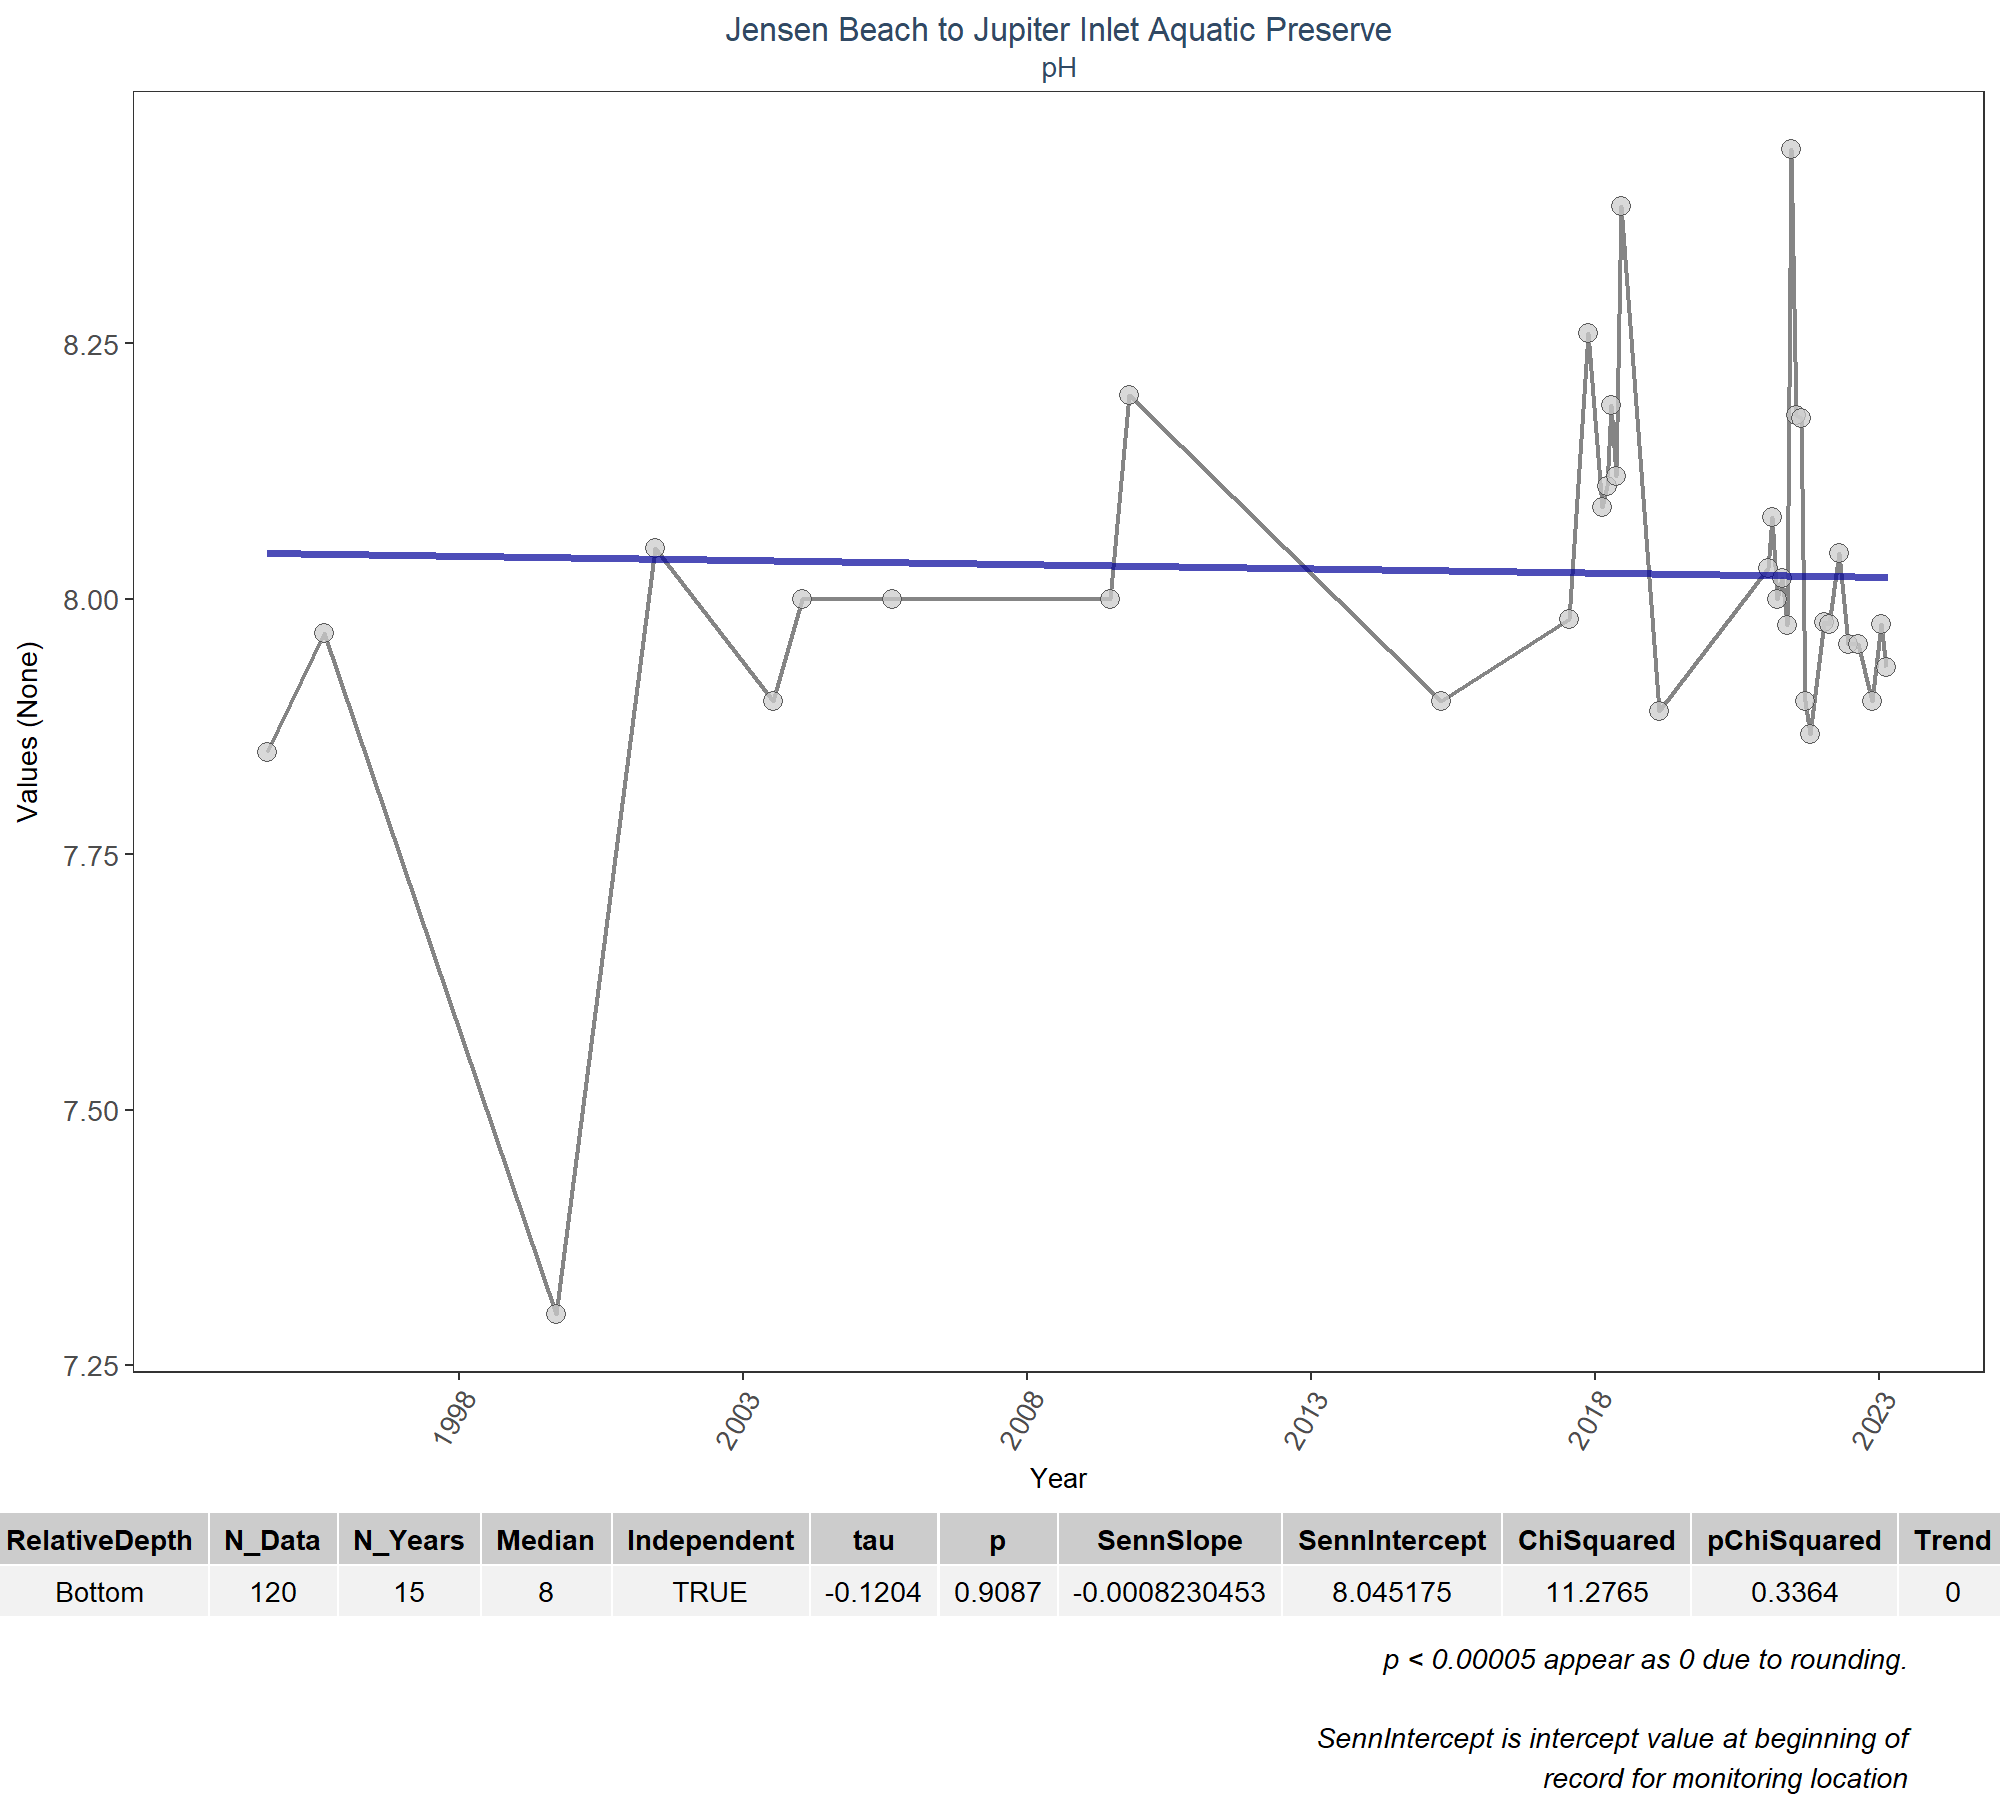 Jensen Beach to Jupiter Inlet Aquatic Preserve
pH
Values (None)
8.25
8.00
7.75
7.50
7.25
1998 2003 2008 2013 2018 2023
Year
RelativeDepth N_Data N_Years Median Independent tau p SennSlope SennIntercept ChiSquared pChiSquared Trend
Bottom 120 15 8 TRUE -0.1204 0.9087 -0.0008230453 8.045175 11.2765 0.3364 0
p < 0.00005 appear as 0 due to rounding.
SennIntercept is intercept value at beginning of
record for monitoring location